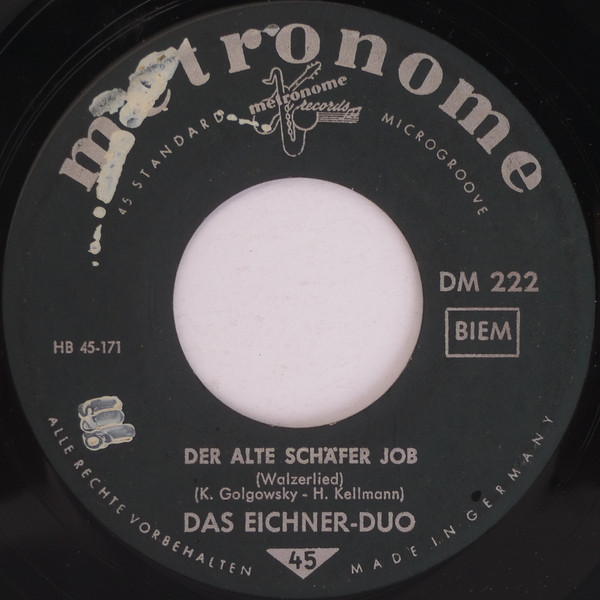 metronome
metronome
records
45 STANDARD
MICROGROOVE
DM 222
BIEM
HB 45-171
DER ALTE SCHÄFER JOB
(Walzerlied)
(K. Golgowsky - H. Kellmann)
DAS EICHNER-DUO
45
ALLE RECHTE VORBEHALTEN
MADE IN GERMANY